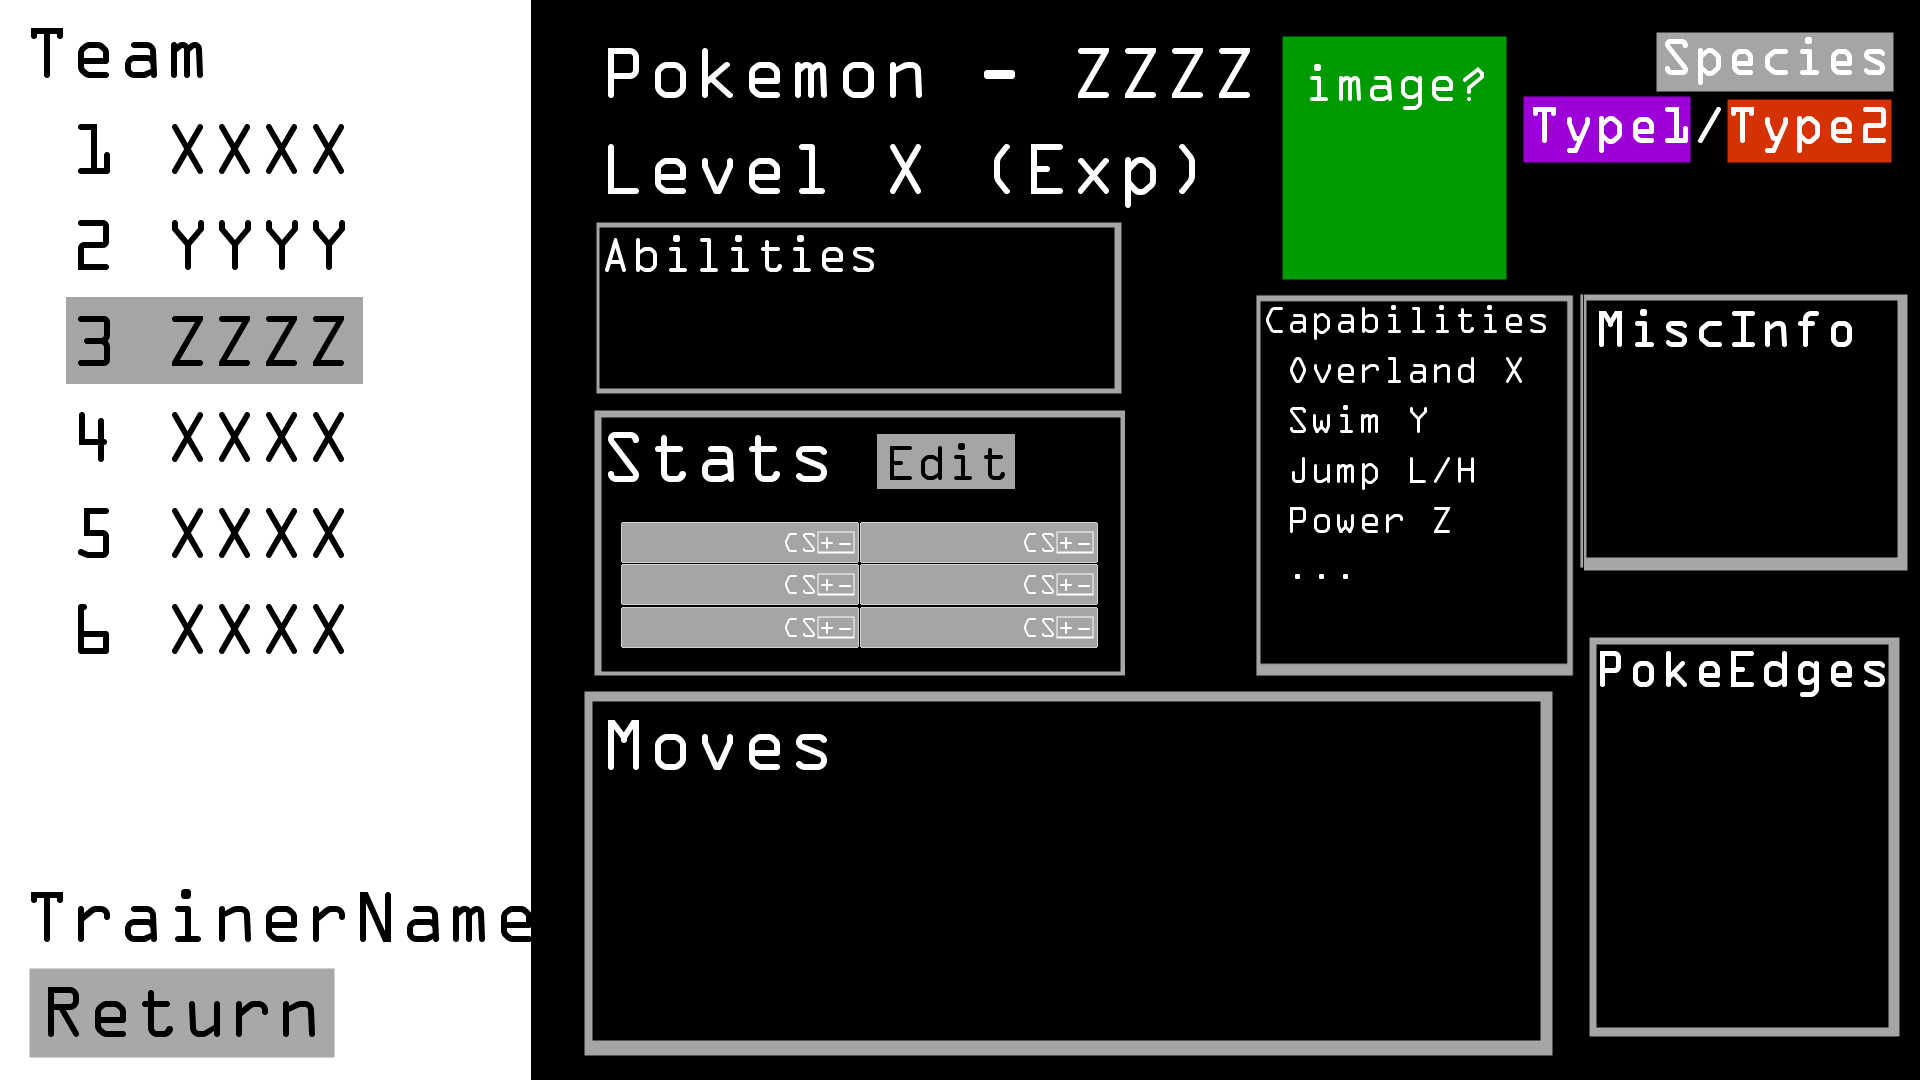 Team
1 XXXX
2 YYYY
3 ZZZZ
4 XXXX
5 XXXX
6 XXXX
TrainerName
Return
Pokemon - ZZZZ
Level X (Exp)
image?
Species
Type1/Type2
Abilities
Stats Edit
CS+- CS+-
CS+- CS+-
CS+- CS+-
Capabilities
Overland X
Swim Y
Jump L/H
Power Z
...
MiscInfo
PokeEdges
Moves